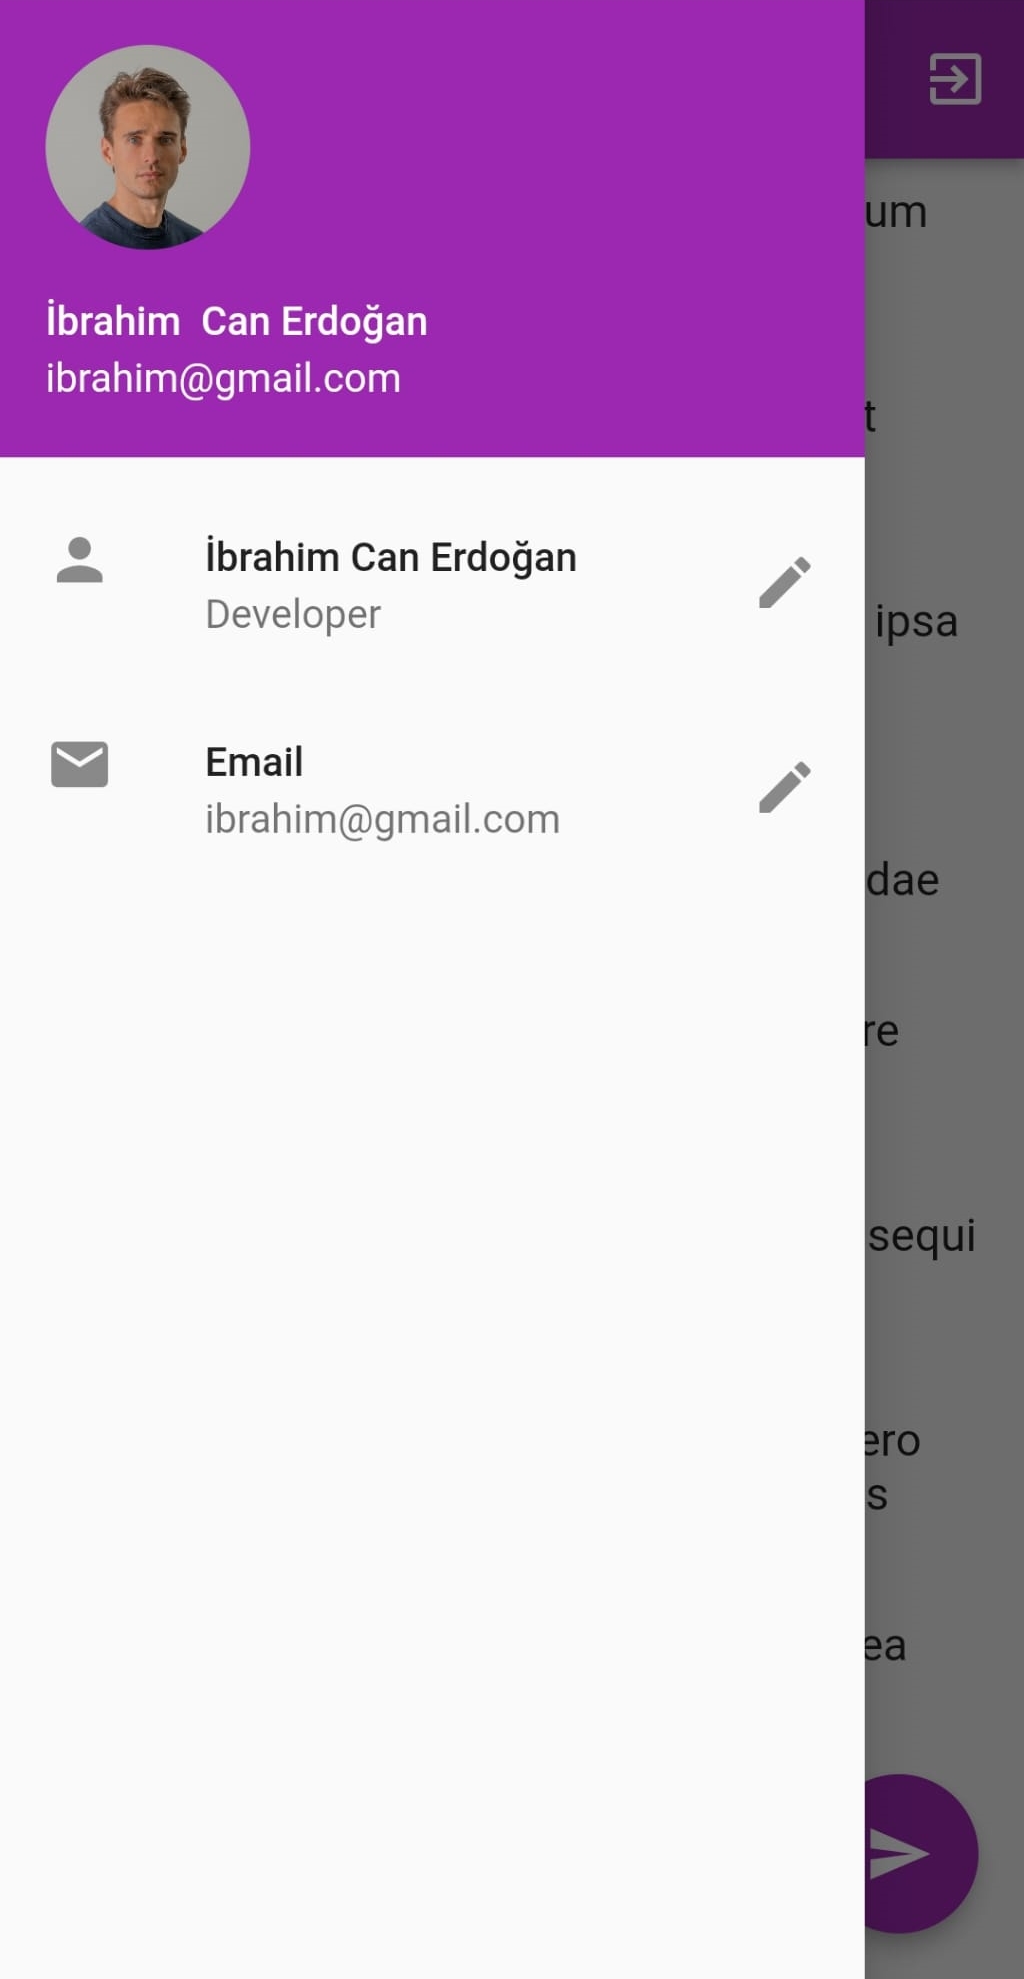 İbrahim  Can Erdoğan
ibrahim@gmail.com
İbrahim Can Erdoğan
Developer
Email
ibrahim@gmail.com
um
t
ipsa
dae
re
sequi
ero
s
ea